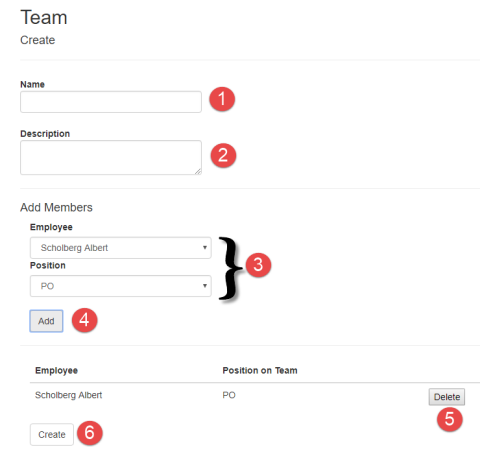 Team
Create
Name
1
Description
2
Add Members
Employee
Scholberg Albert
3
Position
PO
Add 4
Employee Position on Team
Scholberg Albert PO Delete
5
Create 6